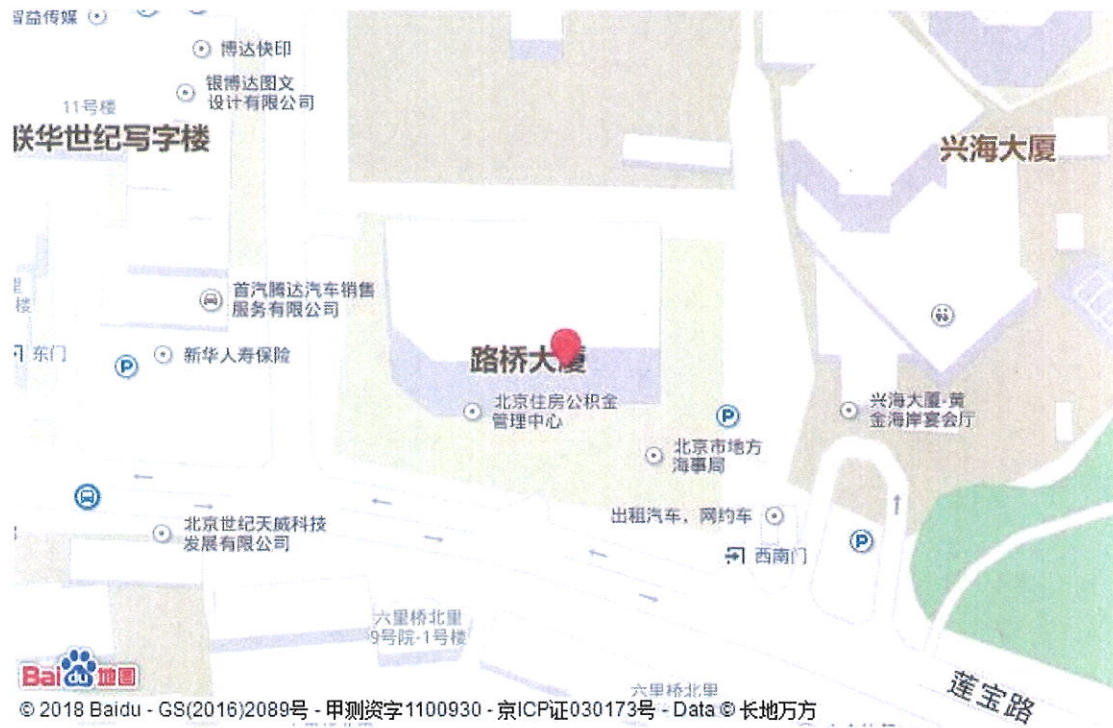 智益传媒
博达快印
银博达图文
设计有限公司
11号楼
联华世纪写字楼
兴海大厦
首汽腾达汽车销售
服务有限公司
东门
P
新华人寿保险
路桥大厦
北京住房公积金
管理中心
P
兴海大厦-黄
金海岸宴会厅
北京市地方
海事局
出租汽车，网约车
北京世纪天威科技
发展有限公司
西南门
P
六里桥北里
9号院-1号楼
六里桥北里
莲宝路
Bai du 地图
© 2018 Baidu - GS(2016)2089号 - 甲测资字1100930 - 京ICP证030173号 - Data © 长地万方